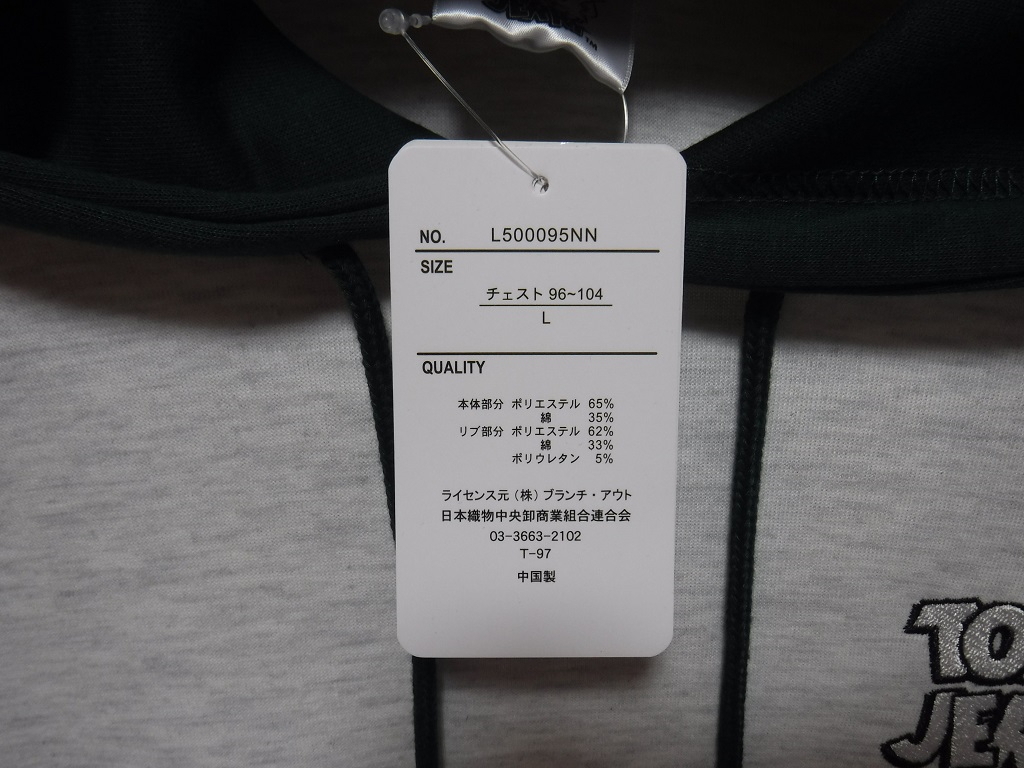 NO. L500095NN
SIZE
チェスト 96~104
L
QUALITY
本体部分 ポリエステル 65%
綿 35%
リブ部分 ポリエステル 62%
綿 33%
ポリウレタン 5%
ライセンス元 (株) ブランチ・アウト
日本織物中央卸商業組合連合会
03-3663-2102
T-97
中国製